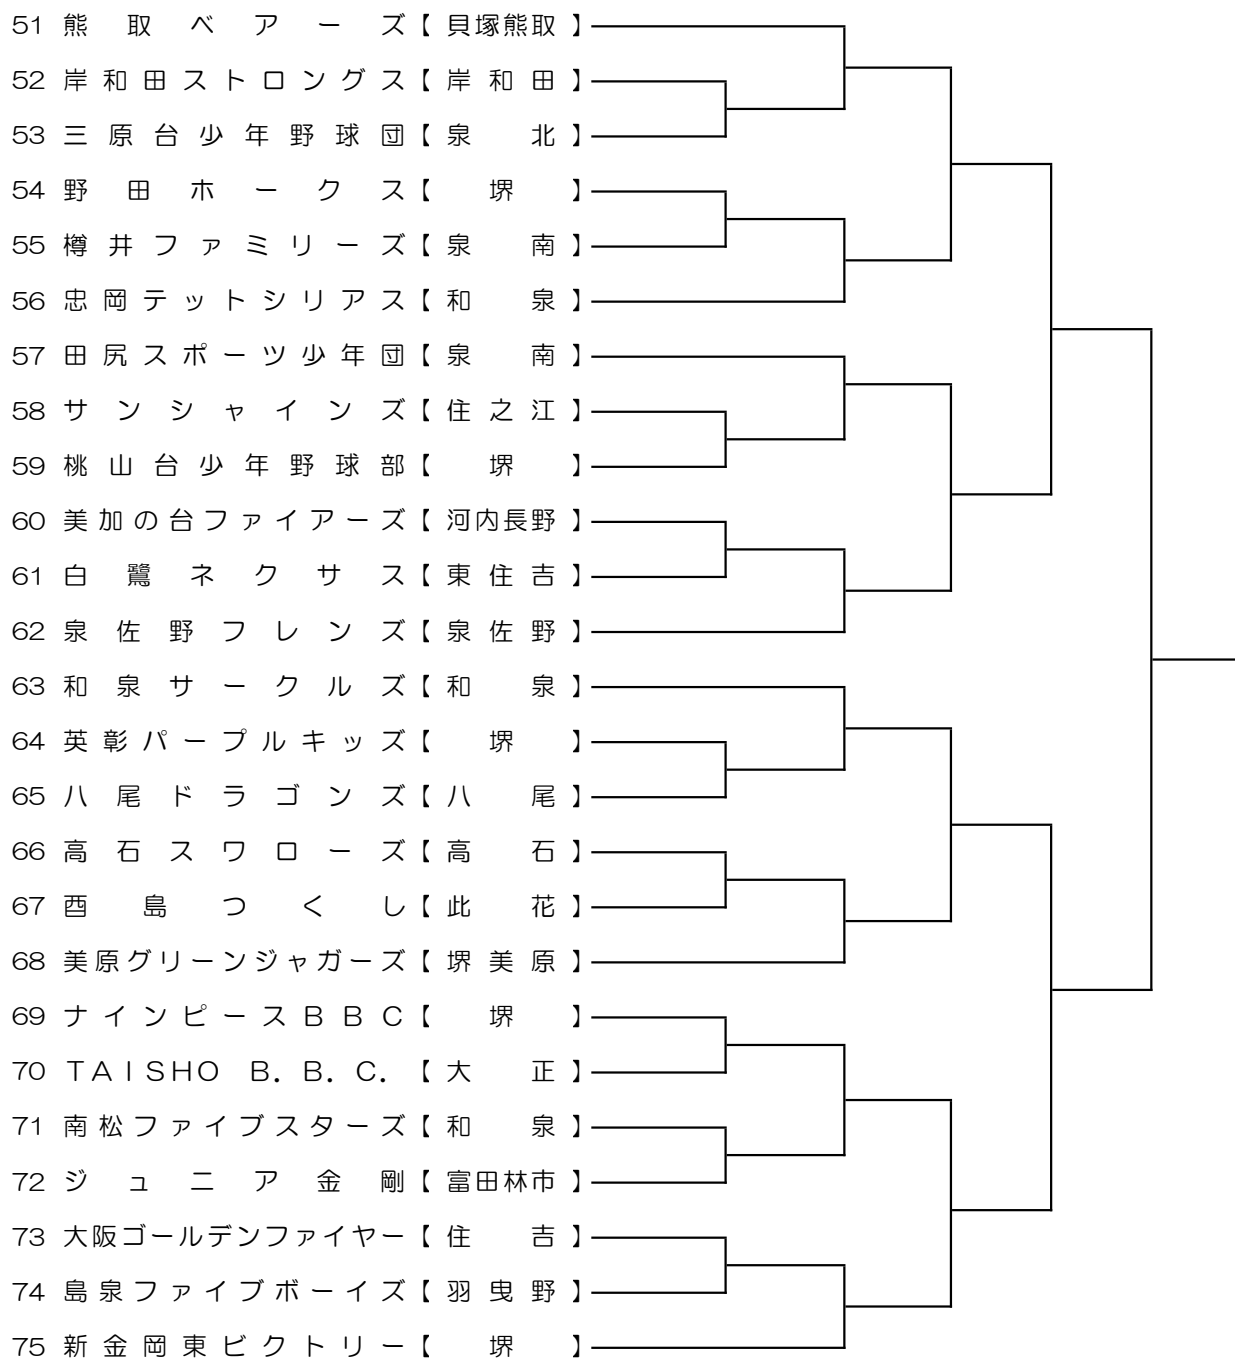 51 熊取ベアーズ【貝塚熊取】
52 岸和田ストロングス【岸和田】
53 三原台少年野球団【泉北】
54 野田ホークス【堺】
55 樽井ファミリーズ【泉南】
56 忠岡テットシリアス【和泉】
57 田尻スポーツ少年団【泉南】
58 サンシャインズ【住之江】
59 桃山台少年野球部【堺】
60 美加の台ファイアーズ【河内長野】
61 白鷺ネクサス【東住吉】
62 泉佐野フレンズ【泉佐野】
63 和泉サークルズ【和泉】
64 英彰パープルキッズ【堺】
65 八尾ドラゴンズ【八尾】
66 高石スワローズ【高石】
67 酉島つくし【此花】
68 美原グリーンジャガーズ【堺美原】
69 ナインピースBBC【堺】
70 TAISHO B.B.C.【大正】
71 南松ファイブスターズ【和泉】
72 ジュニア金剛【富田林市】
73 大阪ゴールデンファイヤー【住吉】
74 島泉ファイブボーイズ【羽曳野】
75 新金岡東ビクトリー【堺】